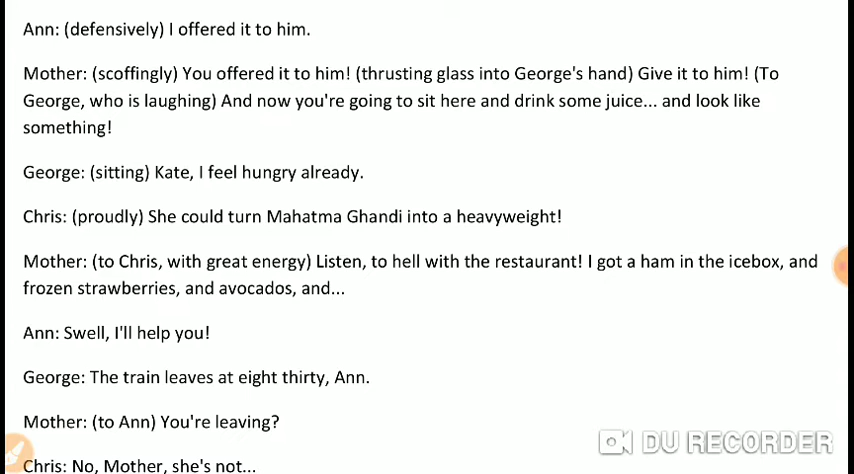 Ann: (defensively) I offered it to him.
Mother: (scoffingly) You offered it to him! (thrusting glass into George's hand) Give it to him! (To
George, who is laughing) And now you're going to sit here and drink some juice... and look like
something!
George: (sitting) Kate, I feel hungry already.
Chris: (proudly) She could turn Mahatma Ghandi into a heavyweight!
Mother: (to Chris, with great energy) Listen, to hell with the restaurant! I got a ham in the icebox, and
frozen strawberries, and avocados, and...
Ann: Swell, I'll help you!
George: The train leaves at eight thirty, Ann.
Mother: (to Ann) You're leaving?
DU RECORDER
Chris: No, Mother, she's not...